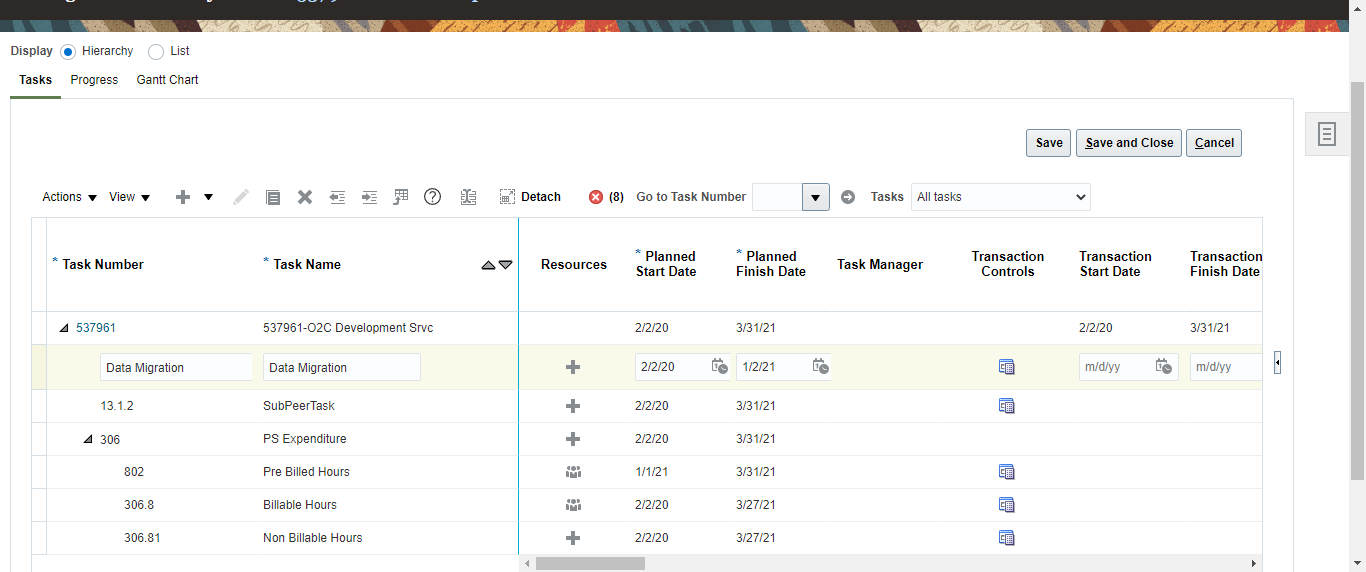 Display Hierarchy List
Tasks Progress Gantt Chart
Save Save and Close Cancel
Actions View Detach (8) Go to Task Number Tasks All tasks
* Task Number * Task Name Resources * Planned Start Date * Planned Finish Date Task Manager Transaction Controls Transaction Start Date Transaction Finish Date
537961 537961-O2C Development Srvc 2/2/20 3/31/21 2/2/20 3/31/21
Data Migration Data Migration 2/2/20 1/2/21 m/d/yy m/d/yy
13.1.2 SubPeerTask 2/2/20 3/31/21
306 PS Expenditure 2/2/20 3/31/21
802 Pre Billed Hours 1/1/21 3/31/21
306.8 Billable Hours 2/2/20 3/27/21
306.81 Non Billable Hours 2/2/20 3/27/21